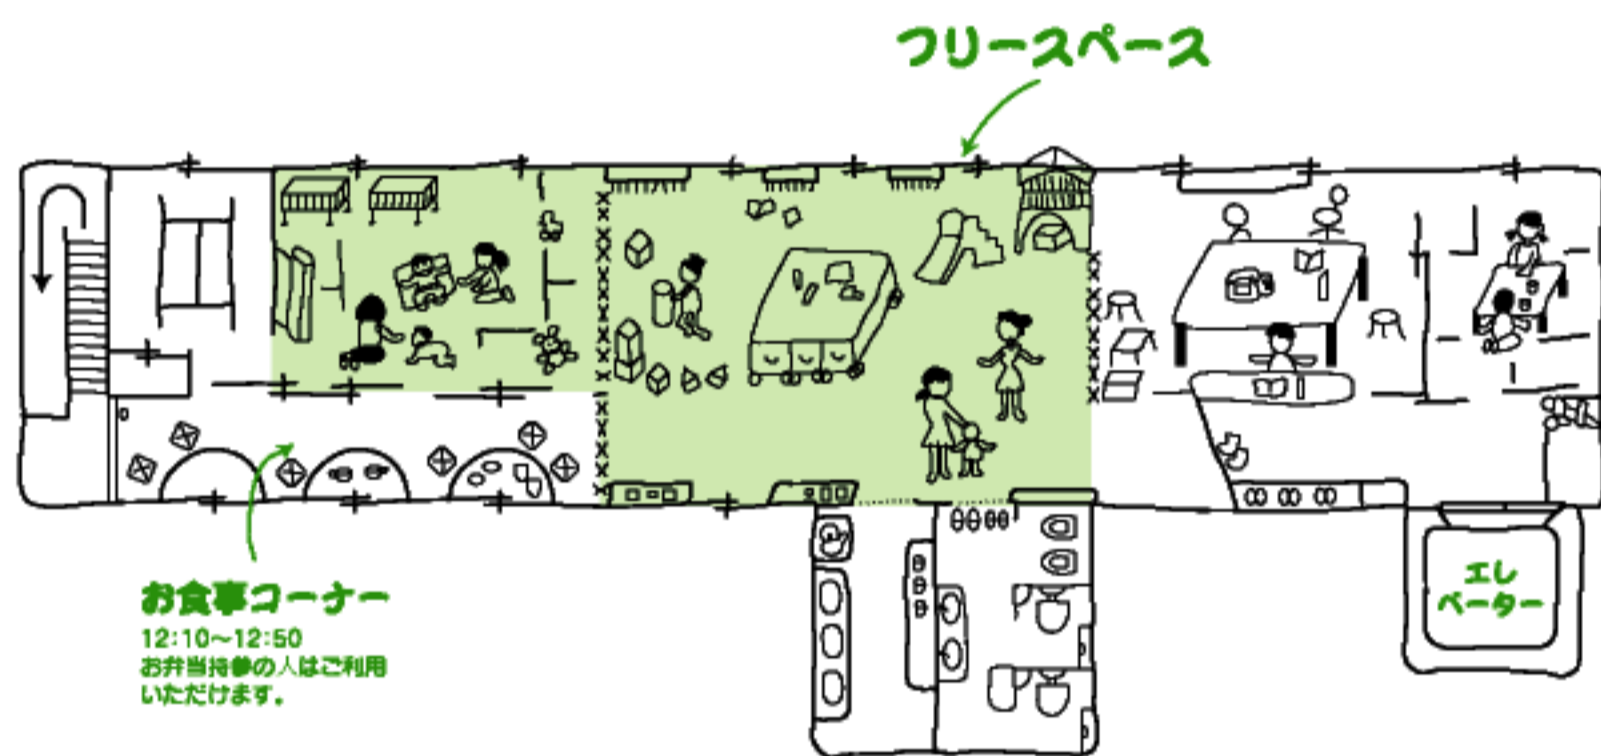 フリースペース
お食事コーナー
12:10〜12:50
お弁当持参の人はご利用
いただけます。
エレ
ベーター